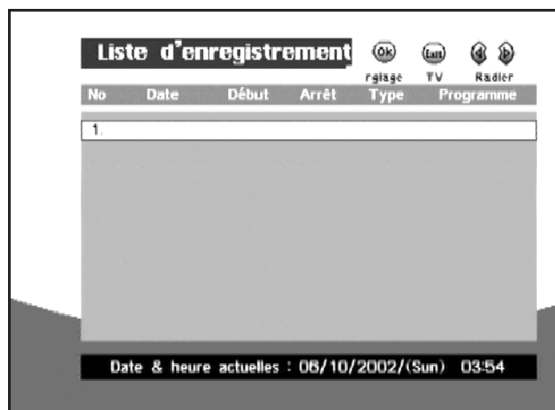 Liste d'enregistrement Ok Exit
rglage TV Radier
No Date Début Arrêt Type Programme
1.
Date & heure actuelles : 06/10/2002/(Sun) 03:54